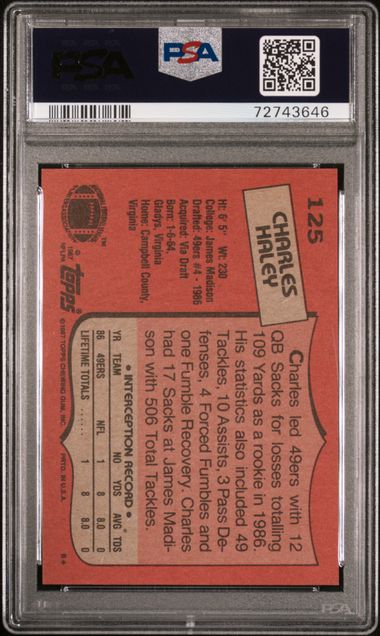 PSA
PSA
72743646
125
CHARLES
HALEY
Ht: 6' 5" Wt: 230
College: James Madison
Drafted: 49ers #4 - 1986
Acquired: Via Draft
Born: 1-6-64,
Gladys, Virginia
Home: Campbell County,
Virginia
Charles led 49ers with 12
QB Sacks for losses totalling
109 Yards as a rookie in 1986.
His statistics also included 49
Tackles, 10 Assists, 3 Pass De-
fenses, 4 Forced Fumbles and
one Fumble Recovery. Charles
had 17 Sacks at James Madi-
son with 506 Total Tackles.
• INTERCEPTION RECORD •
YR TEAM NO YDS AVG TDS
86 49ERS NFL 1 8 8.0 0
LIFETIME TOTALS . . . . 1 8 8.0 0
TM
© 1987
NFLPA
topps
© 1987 TOPPS CHEWING GUM, INC.
PRTD. IN U.S.A.